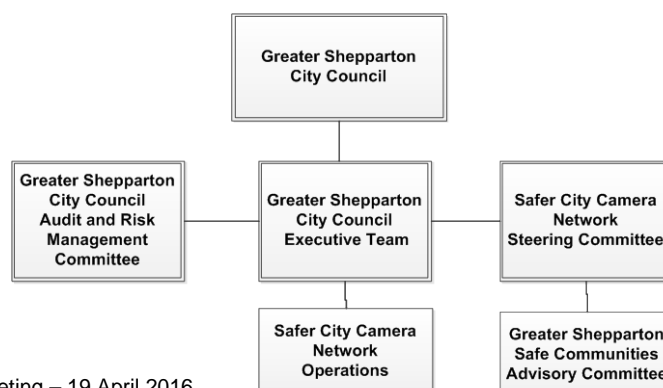 Greater Shepparton
City Council
Greater Shepparton
City Council
Audit and Risk
Management
Committee
Greater Shepparton
City Council
Executive Team
Safer City Camera
Network
Steering Committee
Safer City Camera
Network
Operations
Greater Shepparton
Safe Communities
Advisory Committee
19 April 2016